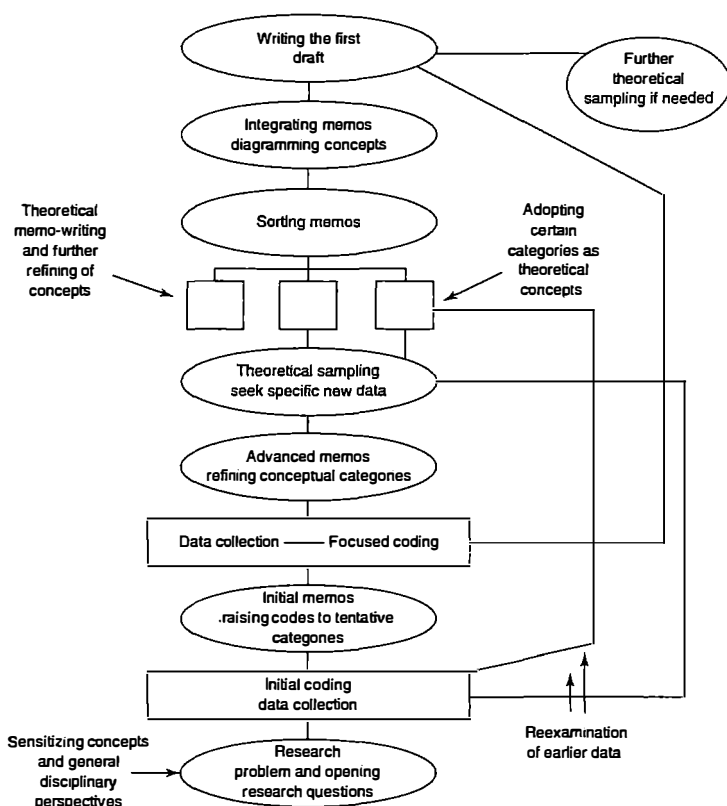 Writing the first
draft
Further
theoretical
sampling if needed
Integrating memos
diagramming concepts
Theoretical
memo-writing
and further
refining of
concepts
Sorting memos
Adopting
certain
categories as
theoretical
concepts
Theoretical sampling
seek specific new data
Advanced memos
refining conceptual categories
Data collection —— Focused coding
Initial memos
raising codes to tentative
categories
Initial coding
data collection
Reexamination
of earlier data
Sensitizing concepts
and general
disciplinary
perspectives
Research
problem and opening
research questions